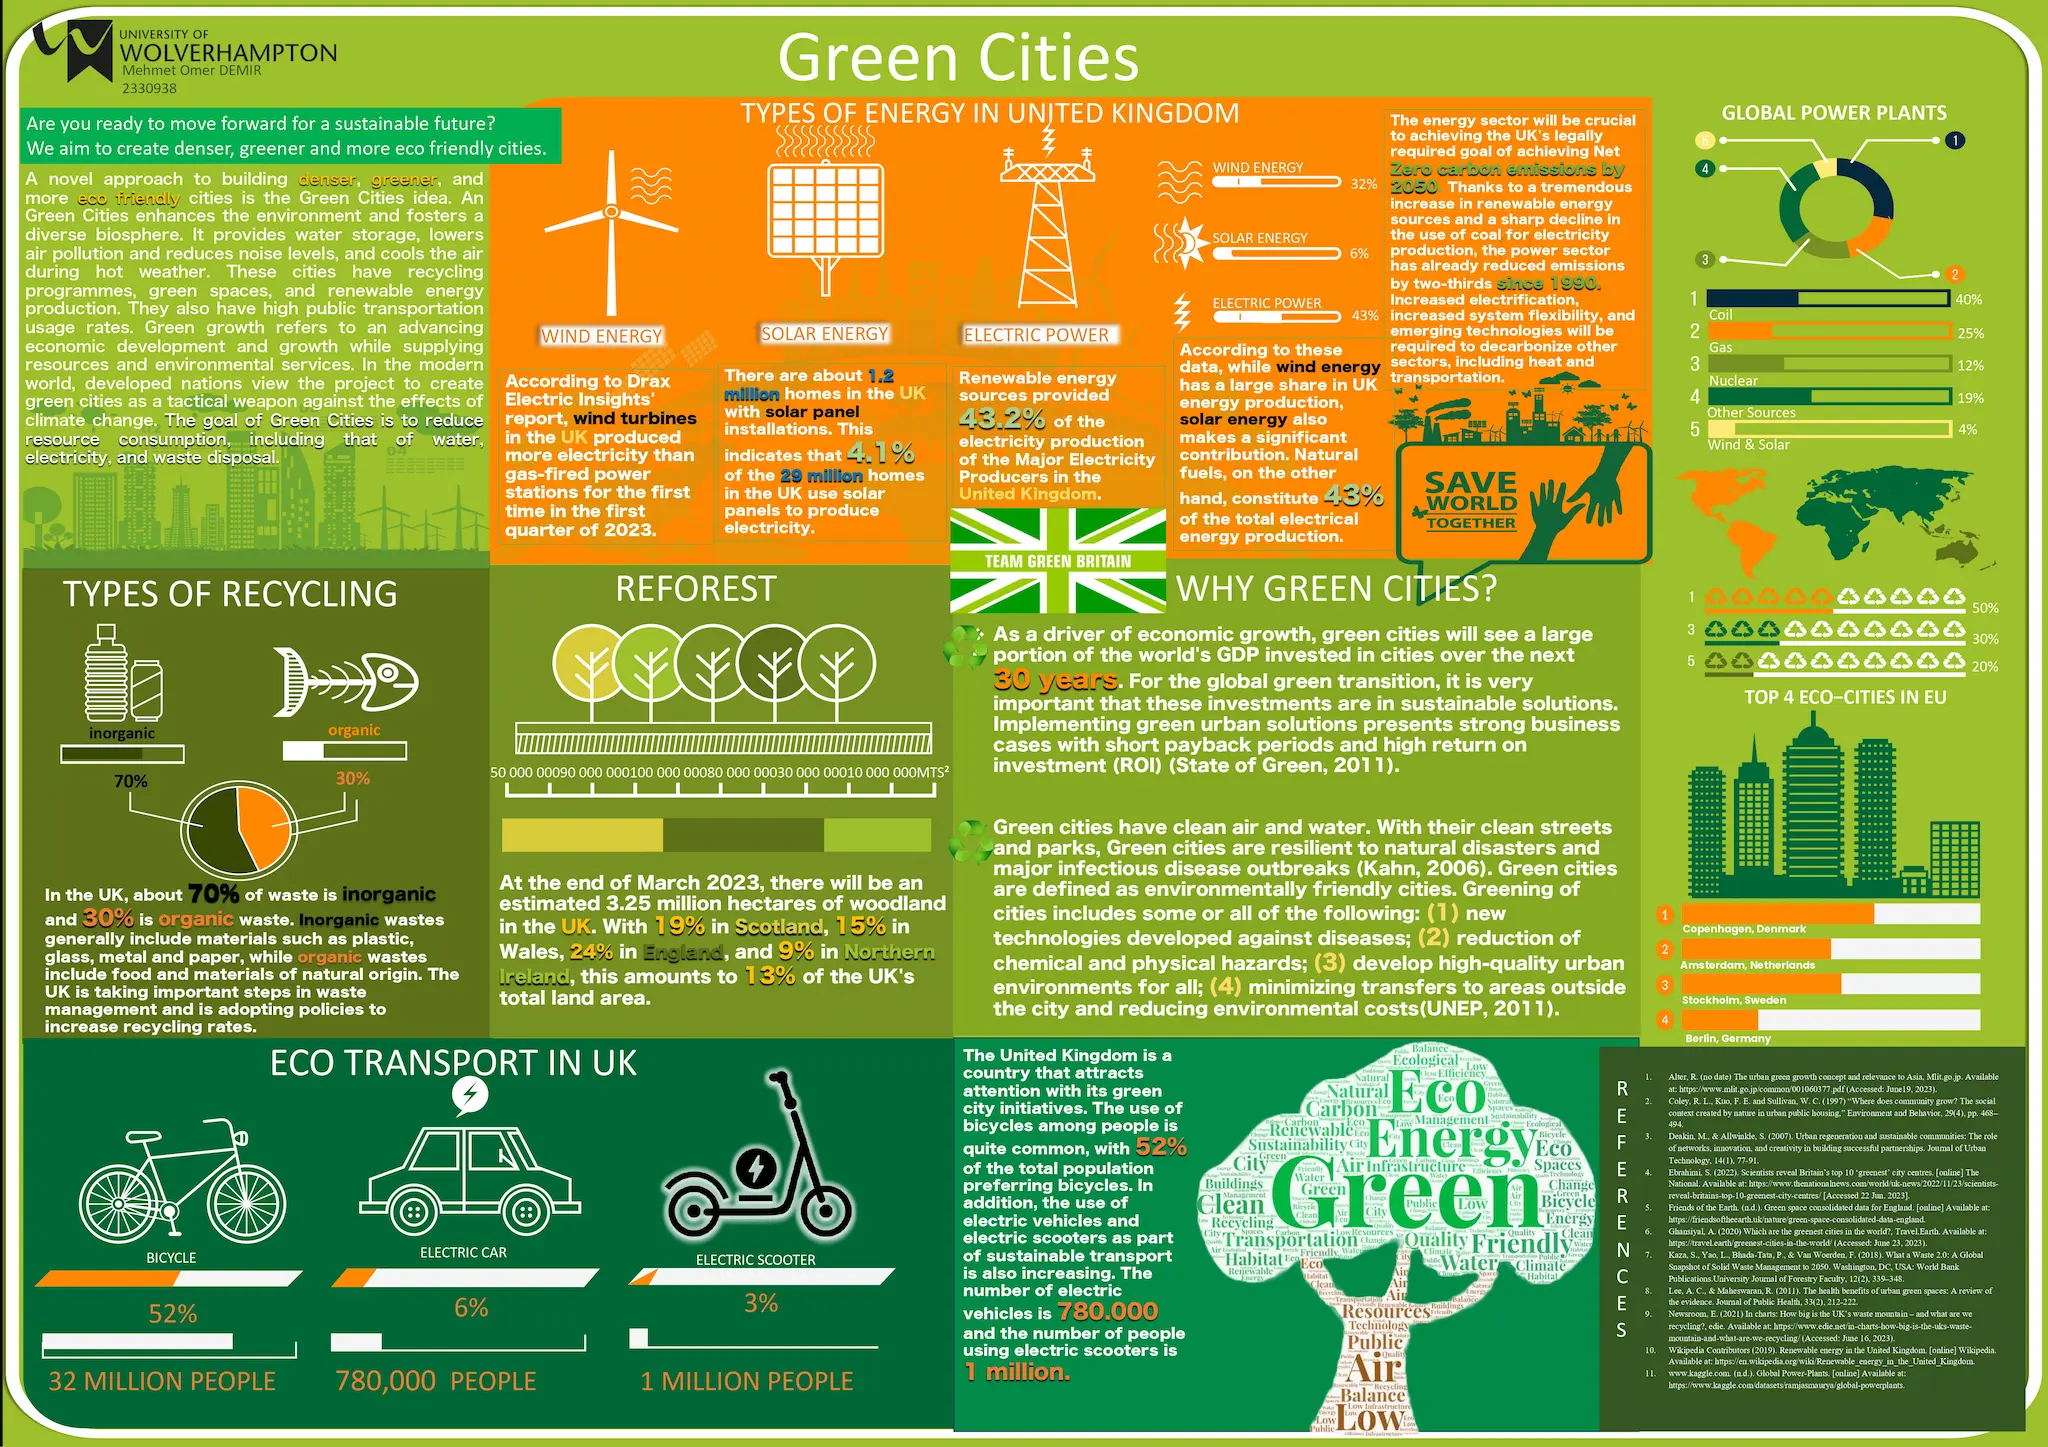 UNIVERSITY OF
WOLVERHAMPTON
Mehmet Omer DEMIR
2330938
Green Cities
Are you ready to move forward for a sustainable future?
We aim to create denser, greener and more eco friendly cities.
A novel approach to building denser, greener, and
more eco friendly cities is the Green Cities idea. An
Green Cities enhances the environment and fosters a
diverse biosphere. It provides water storage, lowers
air pollution and reduces noise levels, and cools the air
during hot weather. These cities have recycling
programmes, green spaces, and renewable energy
production. They also have high public transportation
usage rates. Green growth refers to an advancing
economic development and growth while supplying
resources and environmental services. In the modern
world, developed nations view the project to create
green cities as a tactical weapon against the effects of
climate change. The goal of Green Cities is to reduce
resource consumption, including that of water,
electricity, and waste disposal.
04
TYPES OF ENERGY IN UNITED KINGDOM
WIND ENERGY
SOLAR ENERGY
ELECTRIC POWER
WIND ENERGY
32%
SOLAR ENERGY
6%
ELECTRIC POWER
43%
According to Drax
Electric Insights'
report, wind turbines
in the UK produced
more electricity than
gas-fired power
stations for the first
time in the first
quarter of 2023.
There are about 1.2
million homes in the UK
with solar panel
installations. This
indicates that 4.1%
of the 29 million homes
in the UK use solar
panels to produce
electricity.
Renewable energy
sources provided
43.2% of the
electricity production
of the Major Electricity
Producers in the
United Kingdom.
According to these
data, while wind energy
has a large share in UK
energy production,
solar energy also
makes a significant
contribution. Natural
fuels, on the other
hand, constitute 43%
of the total electrical
energy production.
The energy sector will be crucial
to achieving the UK's legally
required goal of achieving Net
Zero carbon emissions by
2050. Thanks to a tremendous
increase in renewable energy
sources and a sharp decline in
the use of coal for electricity
production, the power sector
has already reduced emissions
by two-thirds since 1990.
Increased electrification,
increased system flexibility, and
emerging technologies will be
required to decarbonize other
sectors, including heat and
transportation.
SAVE
WORLD
TOGETHER
TEAM GREEN BRITAIN
GLOBAL POWER PLANTS
5
1
4
3
2
1
40%
Coil
2
25%
Gas
3
12%
Nuclear
4
19%
Other Sources
5
4%
Wind & Solar
1
50%
3
30%
5
20%
TOP 4 ECO-CITIES IN EU
1
Copenhagen, Denmark
2
Amsterdam, Netherlands
3
Stockholm, Sweden
4
Berlin, Germany
TYPES OF RECYCLING
inorganic
70%
organic
30%
In the UK, about 70% of waste is inorganic
and 30% is organic waste. Inorganic wastes
generally include materials such as plastic,
glass, metal and paper, while organic wastes
include food and materials of natural origin. The
UK is taking important steps in waste
management and is adopting policies to
increase recycling rates.
REFOREST
50 000 00090 000 000100 000 00080 000 00030 000 00010 000 000MTS²
At the end of March 2023, there will be an
estimated 3.25 million hectares of woodland
in the UK. With 19% in Scotland, 15% in
Wales, 24% in England, and 9% in Northern
Ireland, this amounts to 13% of the UK's
total land area.
WHY GREEN CITIES?
As a driver of economic growth, green cities will see a large
portion of the world's GDP invested in cities over the next
30 years. For the global green transition, it is very
important that these investments are in sustainable solutions.
Implementing green urban solutions presents strong business
cases with short payback periods and high return on
investment (ROI) (State of Green, 2011).
Green cities have clean air and water. With their clean streets
and parks, Green cities are resilient to natural disasters and
major infectious disease outbreaks (Kahn, 2006). Green cities
are defined as environmentally friendly cities. Greening of
cities includes some or all of the following: (1) new
technologies developed against diseases; (2) reduction of
chemical and physical hazards; (3) develop high-quality urban
environments for all; (4) minimizing transfers to areas outside
the city and reducing environmental costs(UNEP, 2011).
ECO TRANSPORT IN UK
BICYCLE
52%
32 MILLION PEOPLE
ELECTRIC CAR
6%
780,000 PEOPLE
ELECTRIC SCOOTER
3%
1 MILLION PEOPLE
The United Kingdom is a
country that attracts
attention with its green
city initiatives. The use of
bicycles among people is
quite common, with 52%
of the total population
preferring bicycles. In
addition, the use of
electric vehicles and
electric scooters as part
of sustainable transport
is also increasing. The
number of electric
vehicles is 780.000
and the number of people
using electric scooters is
1 million.
Balance
Ecological
Natural
Eco
Efficiency
Carbon
Management
Renewable
Energy
Sustainability
City
Eco
City
Air Infrastructure
Spaces
Buildings
Green
Change
Clean
Bicycle
Recycling
Energy
Transportation
Quality
Friendly
Habitat
Water
Climate
Habitat
Resources
Technology
Public
Air
Balance
Low
REFERENCES
1. Alter, R. (no date) The urban green growth concept and relevance to Asia, Mlit.go.jp. Available
at: https://www.mlit.go.jp/common/001060377.pdf (Accessed: June19, 2023).
2. Coley, R. L., Kuo, F. E. and Sullivan, W. C. (1997) “Where does community grow? The social
context created by nature in urban public housing,” Environment and Behavior, 29(4), pp. 468–
494.
3. Deakin, M., & Allwinkle, S. (2007). Urban regeneration and sustainable communities: The role
of networks, innovation, and creativity in building successful partnerships. Journal of Urban
Technology, 14(1), 77-91.
4. Ebrahimi, S. (2022). Scientists reveal Britain’s top 10 ‘greenest’ city centres. [online] The
National. Available at: https://www.thenationalnews.com/world/uk-news/2022/11/23/scientists-
reveal-britains-top-10-greenest-city-centres/ [Accessed 22 Jun. 2023].
5. Friends of the Earth. (n.d.). Green space consolidated data for England. [online] Available at:
https://friendsoftheearth.uk/nature/green-space-consolidated-data-england.
6. Ghansiyal, A. (2020) Which are the greenest cities in the world?, Travel.Earth. Available at:
https://travel.earth/greenest-cities-in-the-world/ (Accessed: June 23, 2023).
7. Kaza, S., Yao, L., Bhada-Tata, P., & Van Woerden, F. (2018). What a Waste 2.0: A Global
Snapshot of Solid Waste Management to 2050. Washington, DC, USA: World Bank
Publications.University Journal of Forestry Faculty, 12(2), 339–348.
8. Lee, A. C., & Maheswaran, R. (2011). The health benefits of urban green spaces: A review of
the evidence. Journal of Public Health, 33(2), 212-222.
9. Newsroom, E. (2021) In charts: How big is the UK’s waste mountain – and what are we
recycling?, edie. Available at: https://www.edie.net/in-charts-how-big-is-the-uks-waste-
mountain-and-what-are-we-recycling/ (Accessed: June 16, 2023).
10. Wikipedia Contributors (2019). Renewable energy in the United Kingdom. [online] Wikipedia.
Available at: https://en.wikipedia.org/wiki/Renewable_energy_in_the_United_Kingdom.
11. www.kaggle.com. (n.d.). Global Power-Plants. [online] Available at:
https://www.kaggle.com/datasets/ramjasmaurya/global-powerplants.